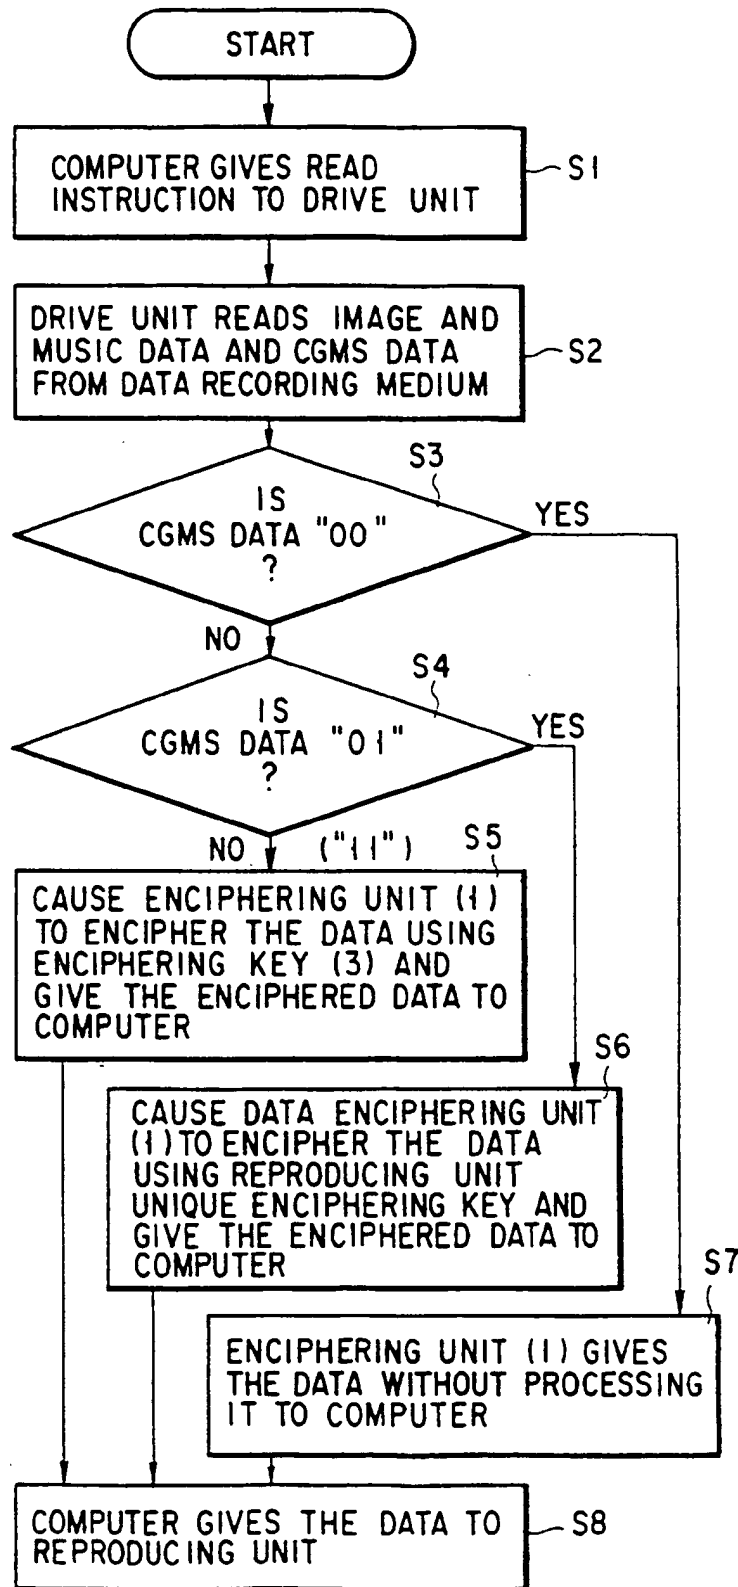 START
COMPUTER GIVES READ
INSTRUCTION TO DRIVE UNIT
S1
DRIVE UNIT READS IMAGE AND
MUSIC DATA AND CGMS DATA
FROM DATA RECORDING MEDIUM
S2
S3
IS
CGMS DATA "00"
?
YES
NO
S4
IS
CGMS DATA "01"
?
YES
NO ("11")
S5
CAUSE ENCIPHERING UNIT (1)
TO ENCIPHER THE DATA USING
ENCIPHERING KEY (3) AND
GIVE THE ENCIPHERED DATA TO
COMPUTER
S6
CAUSE DATA ENCIPHERING UNIT
(1) TO ENCIPHER THE DATA
USING REPRODUCING UNIT
UNIQUE ENCIPHERING KEY AND
GIVE THE ENCIPHERED DATA TO
COMPUTER
S7
ENCIPHERING UNIT (1) GIVES
THE DATA WITHOUT PROCESSING
IT TO COMPUTER
COMPUTER GIVES THE DATA TO
REPRODUCING UNIT
S8